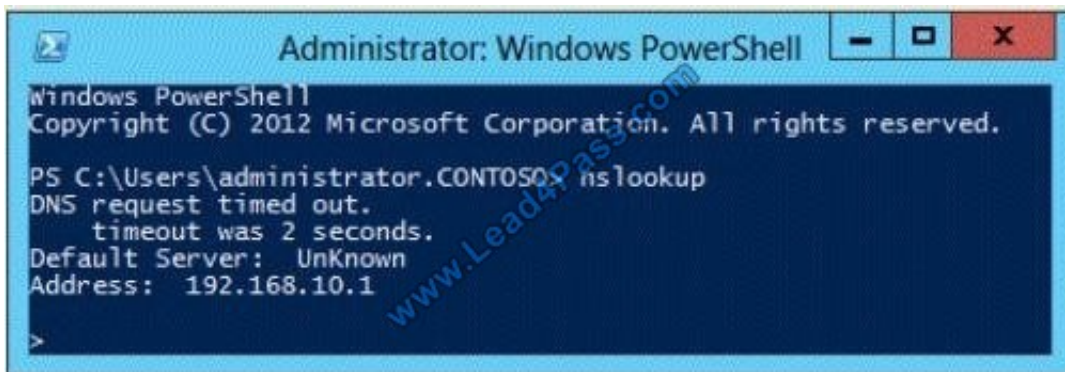 Administrator: Windows PowerShell
Windows PowerShell
Copyright (C) 2012 Microsoft Corporation. All rights reserved.
PS C:\Users\administrator.CONTOSO> nslookup
DNS request timed out.
timeout was 2 seconds.
Default Server: UnKnown
Address: 192.168.10.1
>
www.Lead4Pass.com